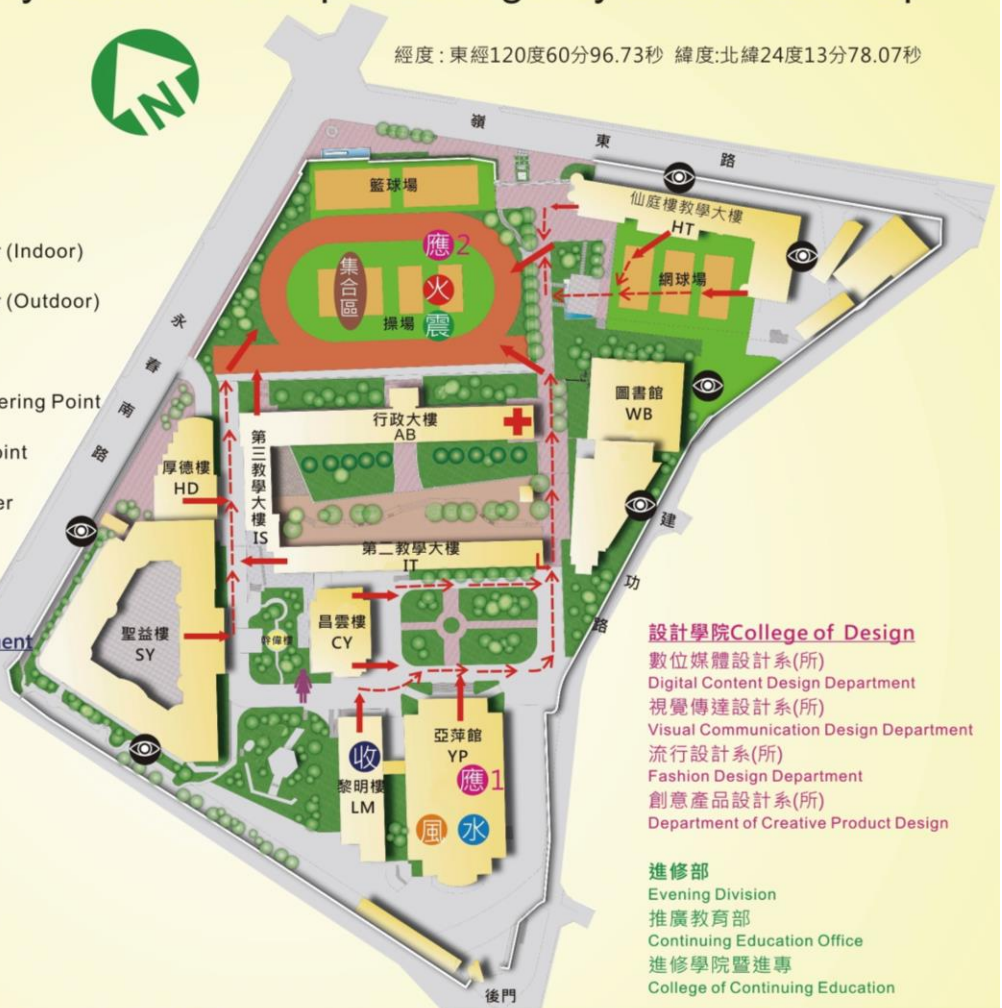 經度：東經120度60分96.73秒 緯度:北緯24度13分78.07秒
N
嶺 東 路
籃球場
仙庭樓教學大樓
HT
(Indoor)
應2
集合區
火
網球場
(Outdoor)
操場
震
永 春 南 路
圖書館
WB
ering Point
行政大樓
AB
oint
第三教學大樓
IS
厚德樓
HD
er
建 功 路
第二教學大樓
IT
L
聖益樓
SY
昌雲樓
CY
ment
亞萍館
YP
收
應1
黎明樓
LM
風
水
後門
設計學院College of Design
數位媒體設計系(所)
Digital Content Design Department
視覺傳達設計系(所)
Visual Communication Design Department
流行設計系(所)
Fashion Design Department
創意產品設計系(所)
Department of Creative Product Design
進修部
Evening Division
推廣教育部
Continuing Education Office
進修學院暨進專
College of Continuing Education